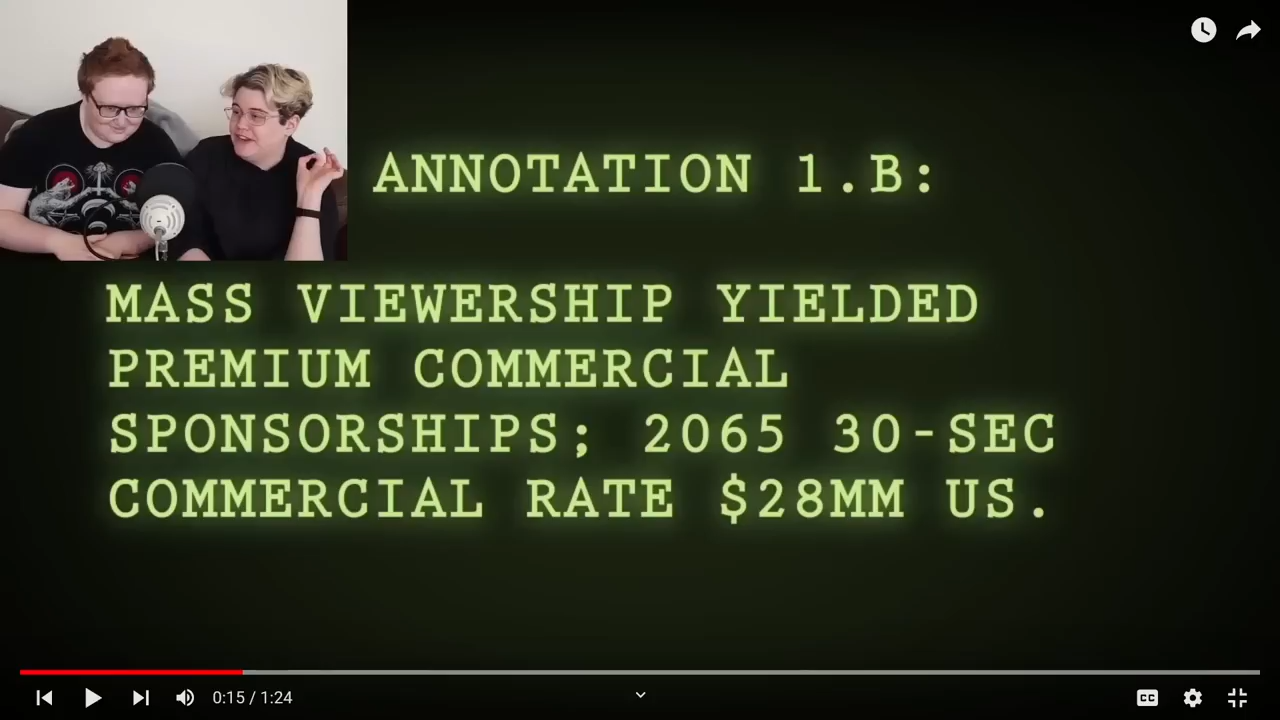 ANNOTATION 1.B:
MASS VIEWERSHIP YIELDED
PREMIUM COMMERCIAL
SPONSORSHIPS; 2065 30-SEC
COMMERCIAL RATE $28MM US.
0:15 / 1:24
CC